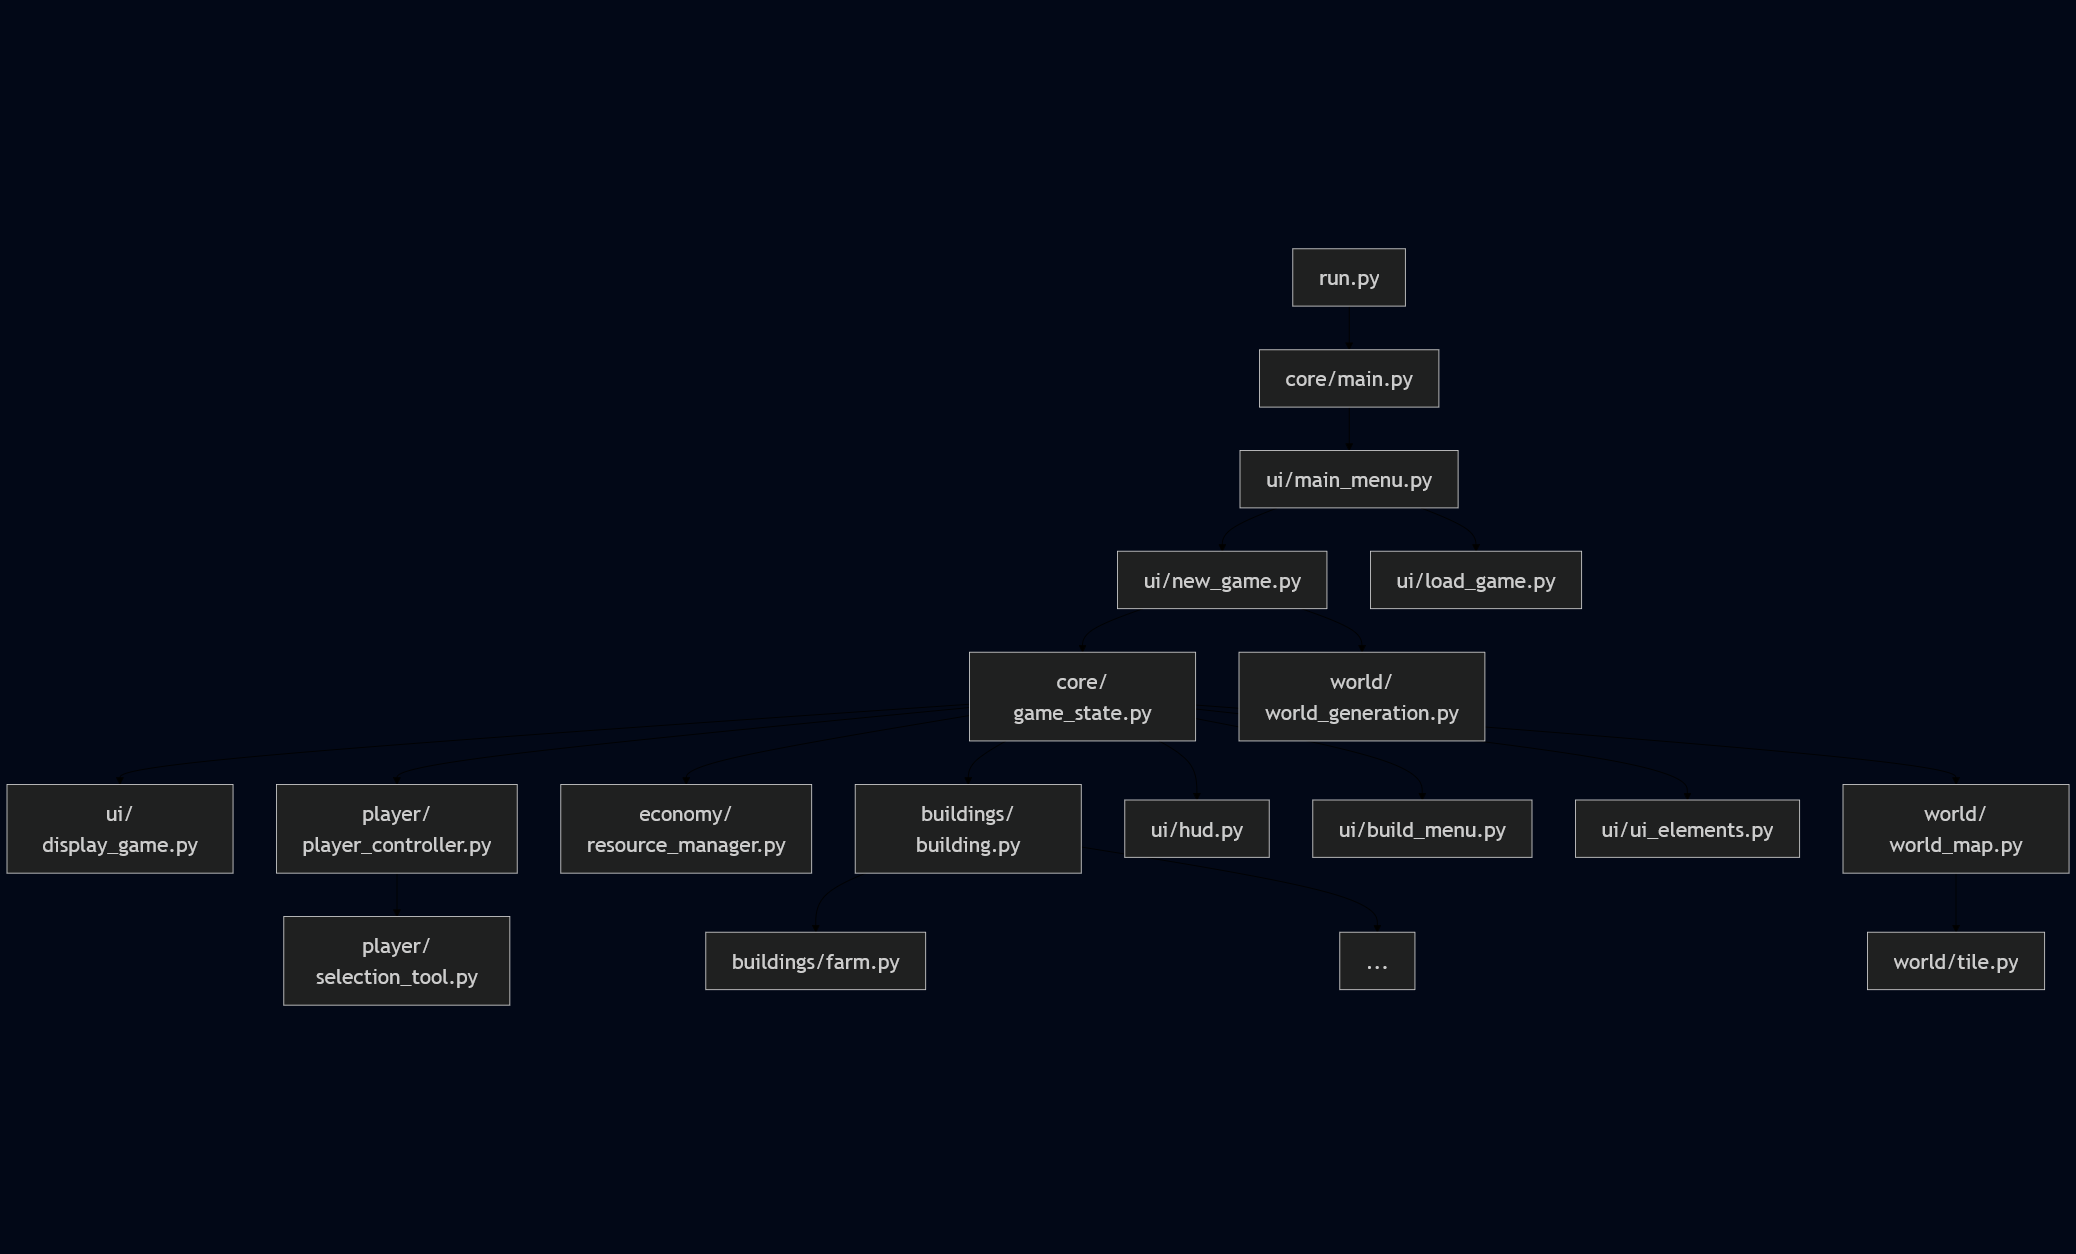 run.py
core/main.py
ui/main_menu.py
ui/new_game.py
ui/load_game.py
core/
game_state.py
world/
world_generation.py
ui/
display_game.py
player/
player_controller.py
economy/
resource_manager.py
buildings/
building.py
ui/hud.py
ui/build_menu.py
ui/ui_elements.py
world/
world_map.py
player/
selection_tool.py
buildings/farm.py
...
world/tile.py